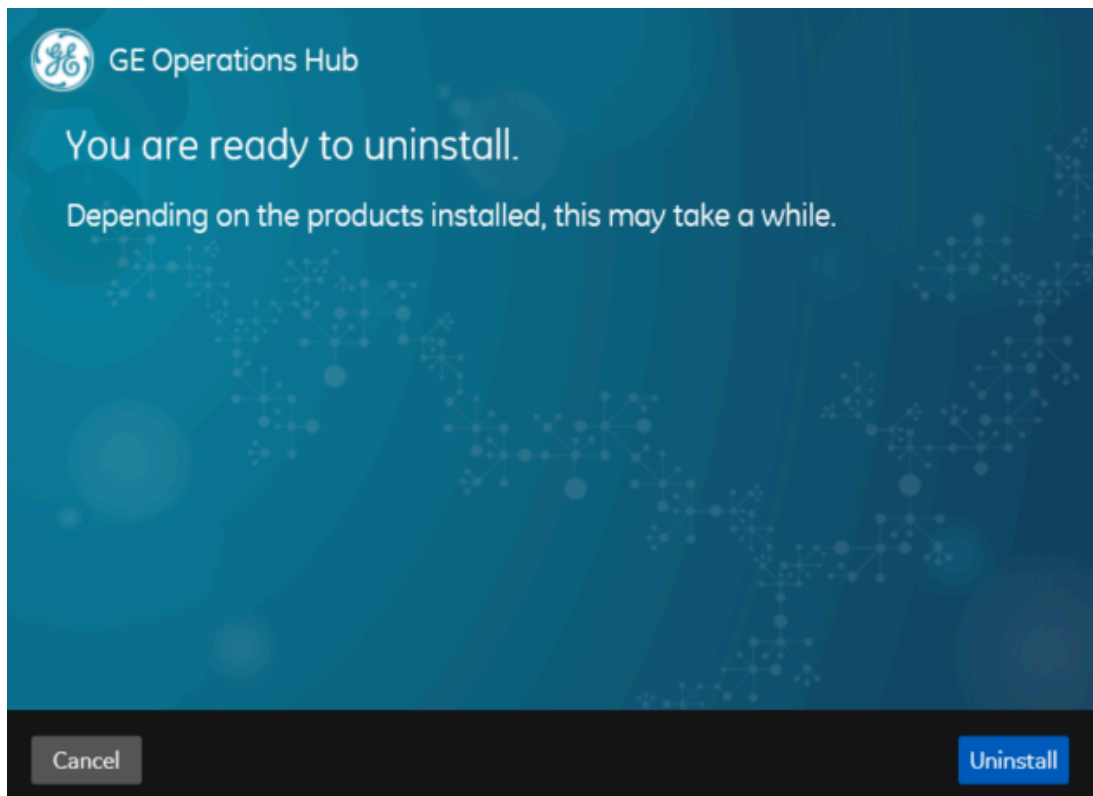 GE Operations Hub
You are ready to uninstall.
Depending on the products installed, this may take a while.
Cancel
Uninstall